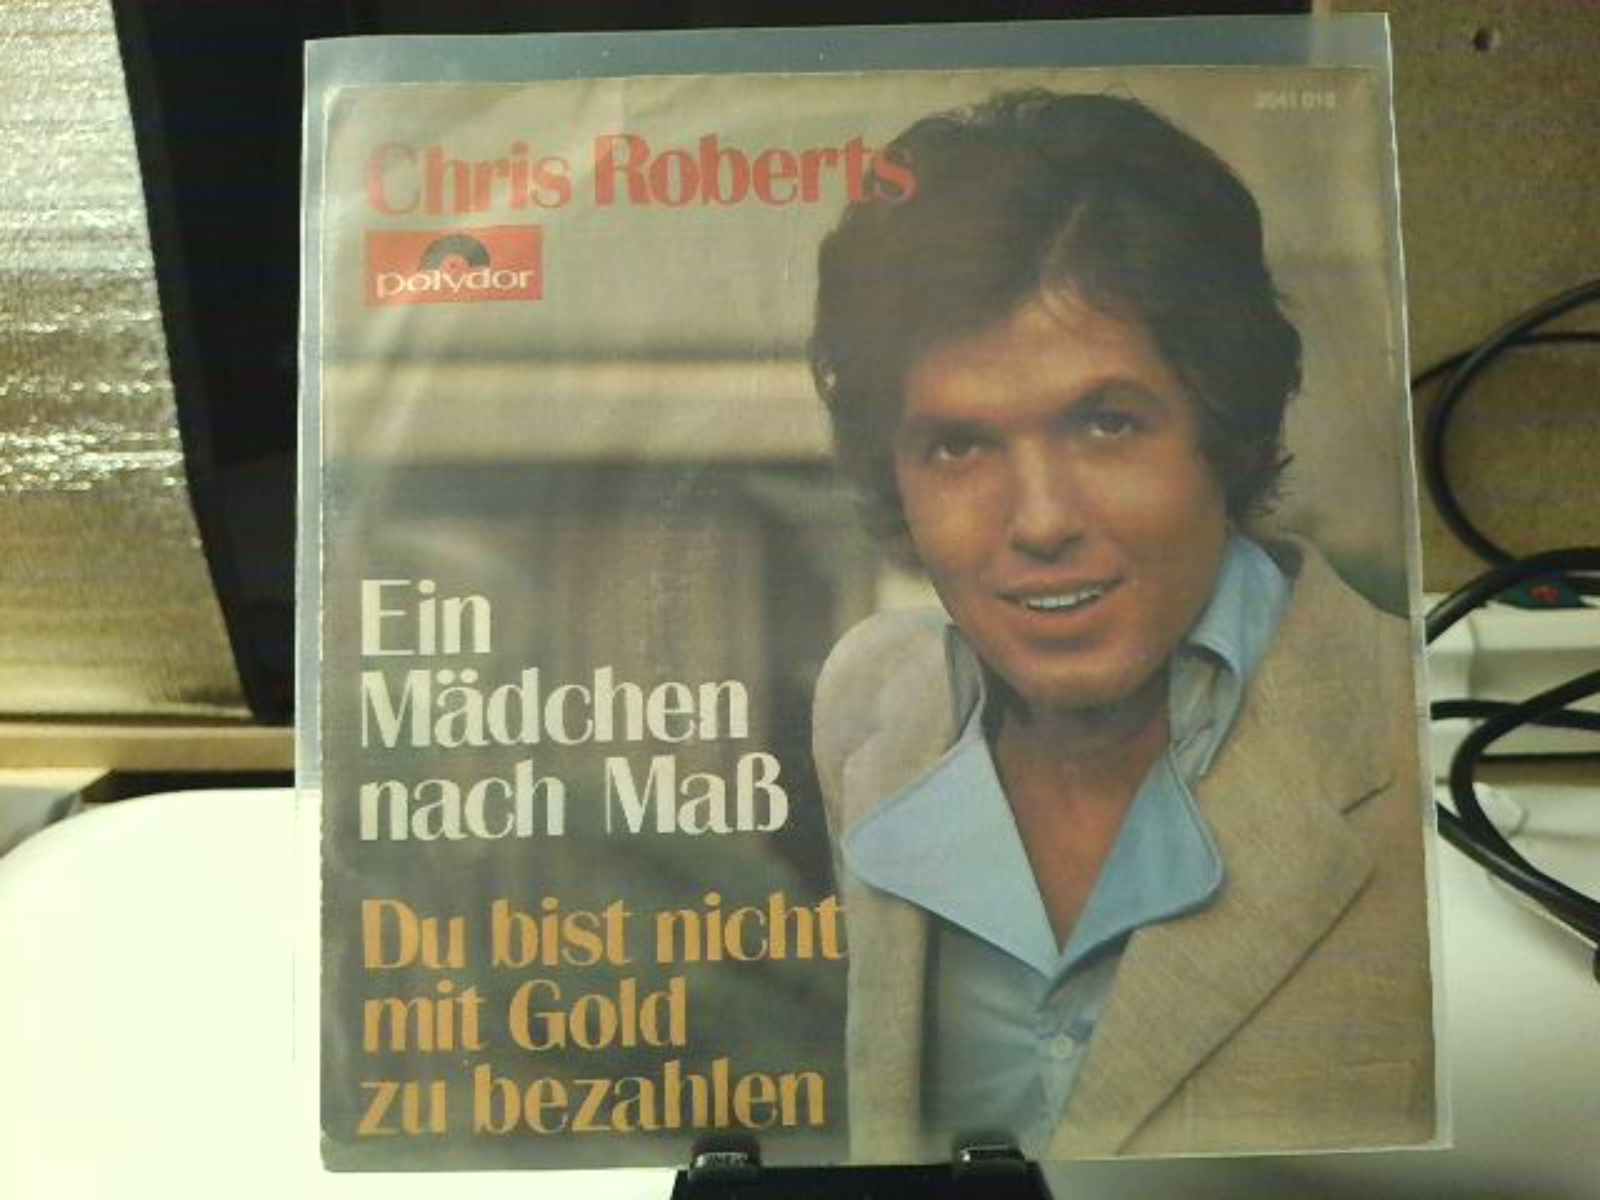 Chris Roberts
polydor
Ein
Mädchen
nach Maß
Du bist nicht
mit Gold
zu bezahlen